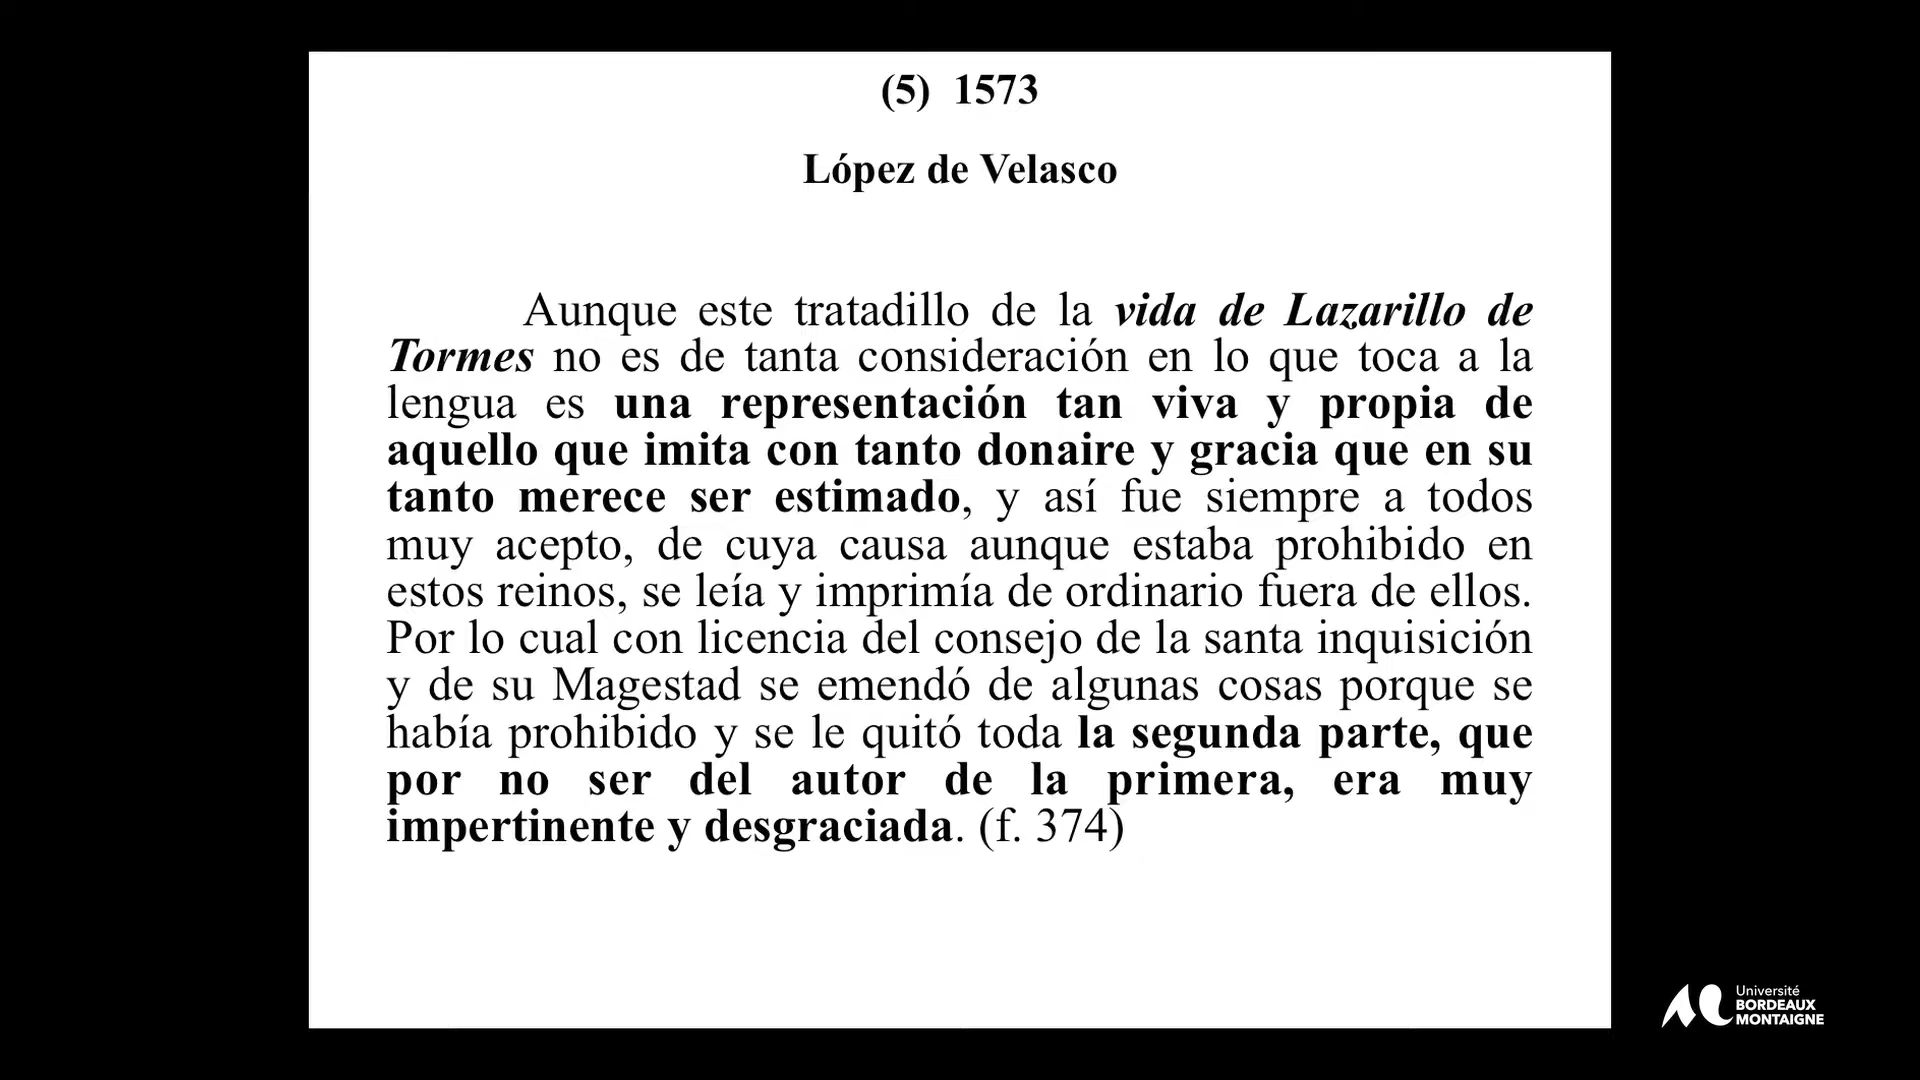 (5) 1573
López de Velasco
Aunque este tratadillo de la vida de Lazarillo de
Tormes no es de tanta consideración en lo que toca a la
lengua es una representación tan viva y propia de
aquello que imita con tanto donaire y gracia que en su
tanto merece ser estimado, y así fue siempre a todos
muy acepto, de cuya causa aunque estaba prohibido en
estos reinos, se leía y imprimía de ordinario fuera de ellos.
Por lo cual con licencia del consejo de la santa inquisición
y de su Magestad se emendó de algunas cosas porque se
había prohibido y se le quitó toda la segunda parte, que
por no ser del autor de la primera, era muy
impertinente y desgraciada. (f. 374)
Université
BORDEAUX
MONTAIGNE